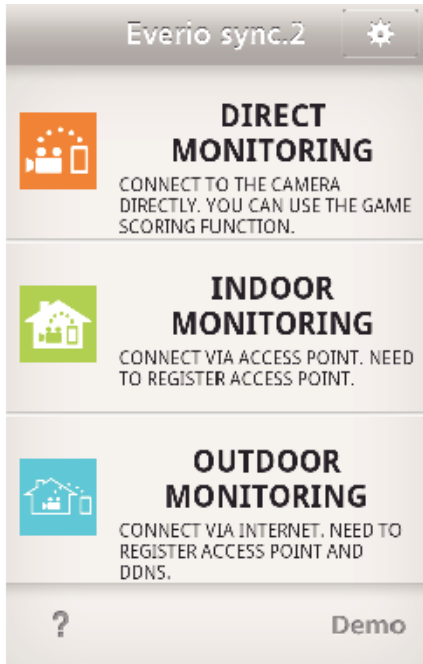 Everio sync.2
DIRECT
MONITORING
CONNECT TO THE CAMERA
DIRECTLY. YOU CAN USE THE GAME
SCORING FUNCTION.
INDOOR
MONITORING
CONNECT VIA ACCESS POINT. NEED
TO REGISTER ACCESS POINT.
OUTDOOR
MONITORING
CONNECT VIA INTERNET. NEED TO
REGISTER ACCESS POINT AND
DDNS.
? Demo